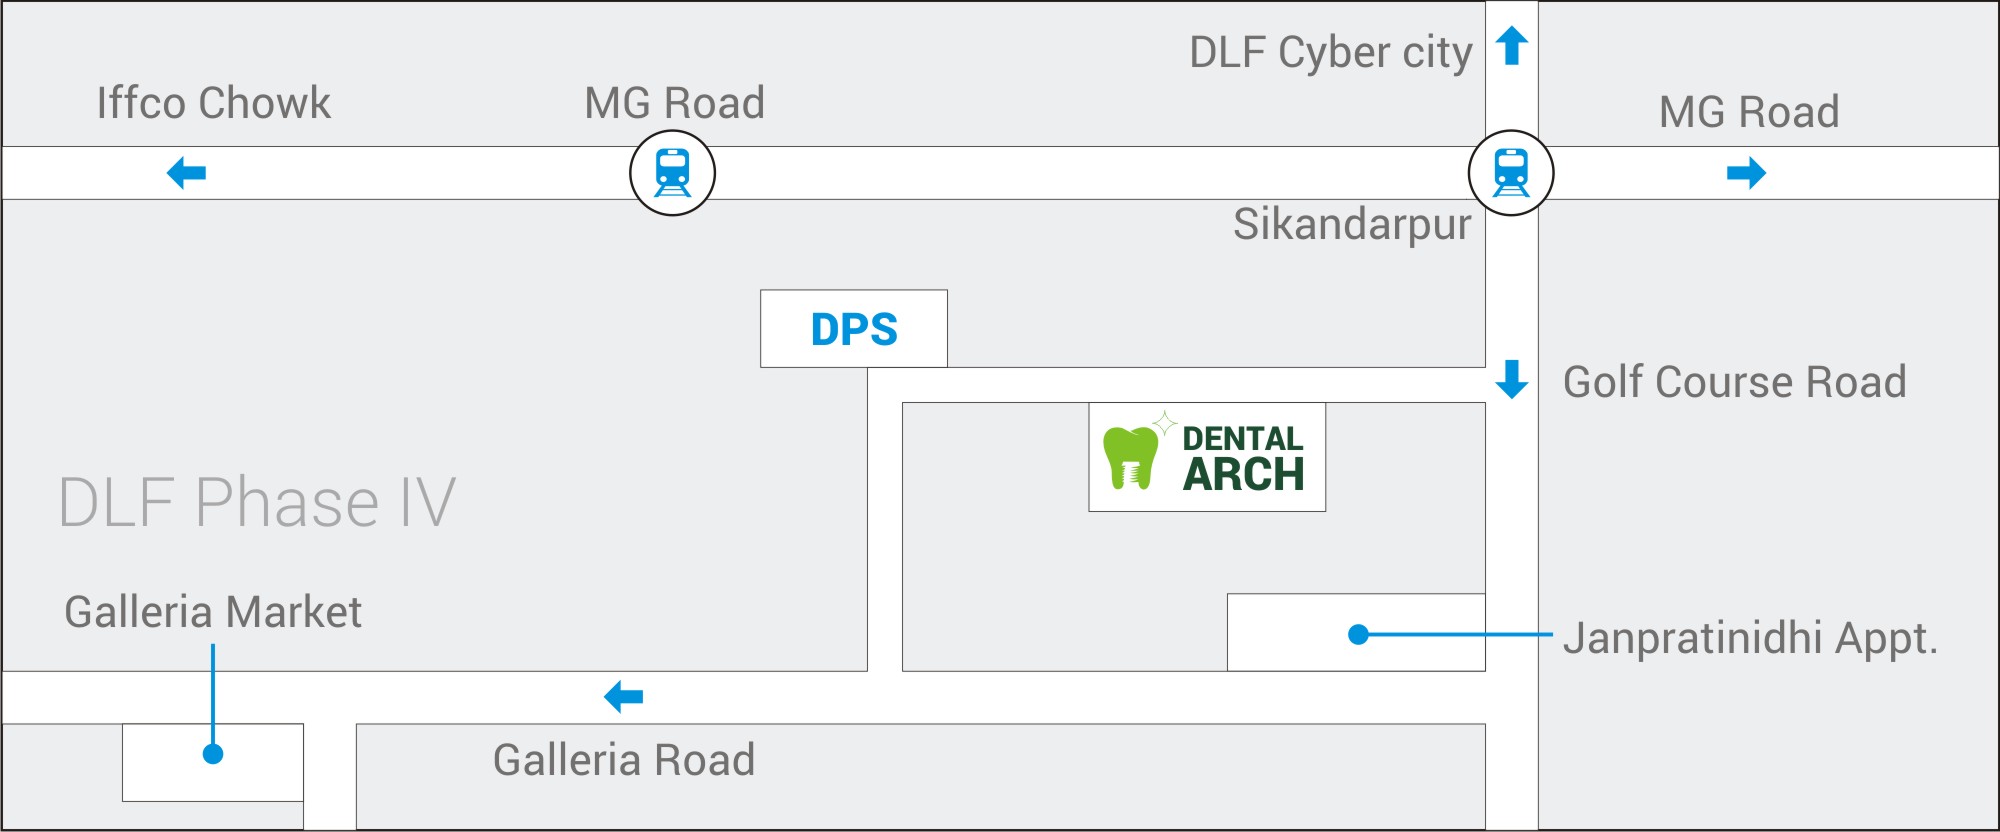 DLF Cyber city
Iffco Chowk
MG Road
MG Road
Sikandarpur
DPS
Golf Course Road
DENTAL
ARCH
DLF Phase IV
Galleria Market
Janpratinidhi Appt.
Galleria Road